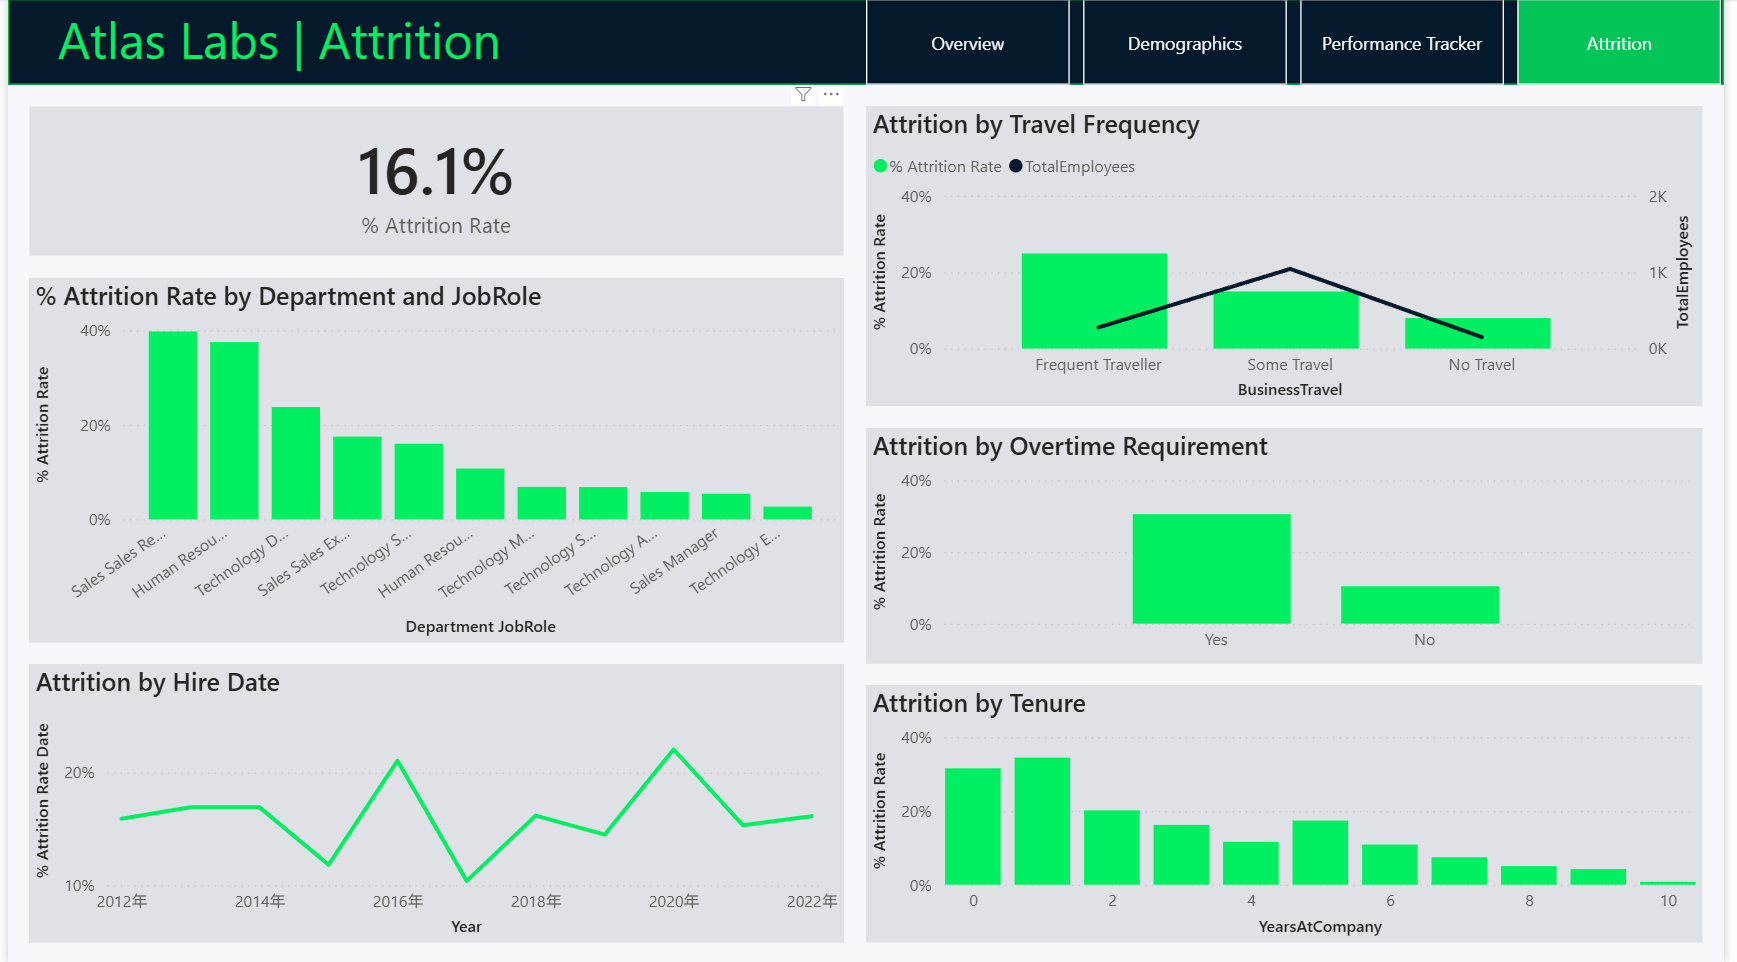 Atlas Labs | Attrition
Overview
Demographics
Performance Tracker
Attrition
16.1%
% Attrition Rate
% Attrition Rate by Department and JobRole
% Attrition Rate
40%
20%
0%
Sales Sales Re...
Human Resou...
Technology D...
Sales Sales Ex...
Technology S...
Human Resou...
Technology M...
Technology S...
Technology A...
Sales Manager
Technology E...
Department JobRole
Attrition by Hire Date
% Attrition Rate Date
20%
10%
2012年
2014年
2016年
2018年
2020年
2022年
Year
Attrition by Travel Frequency
% Attrition Rate
TotalEmployees
% Attrition Rate
40%
20%
0%
2K
1K
0K
TotalEmployees
Frequent Traveller
Some Travel
No Travel
BusinessTravel
Attrition by Overtime Requirement
% Attrition Rate
40%
20%
0%
Yes
No
Attrition by Tenure
% Attrition Rate
40%
20%
0%
0
2
4
6
8
10
YearsAtCompany